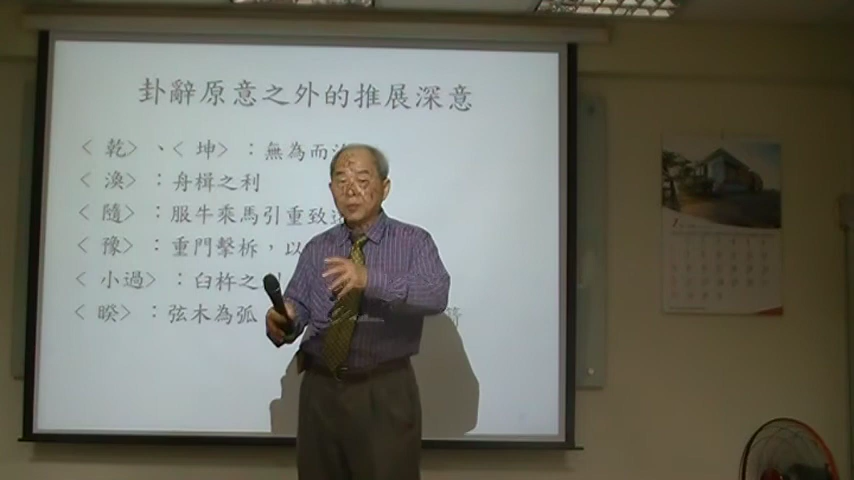 卦辭原意之外的推展深意
〈 乾〉、〈 坤〉：無為而
〈 渙〉：舟楫之利
〈 隨〉：服牛乘馬引重致
〈 豫〉：重門擊柝，以
〈 小過〉：臼杵之
〈 睽〉：弦木為弧